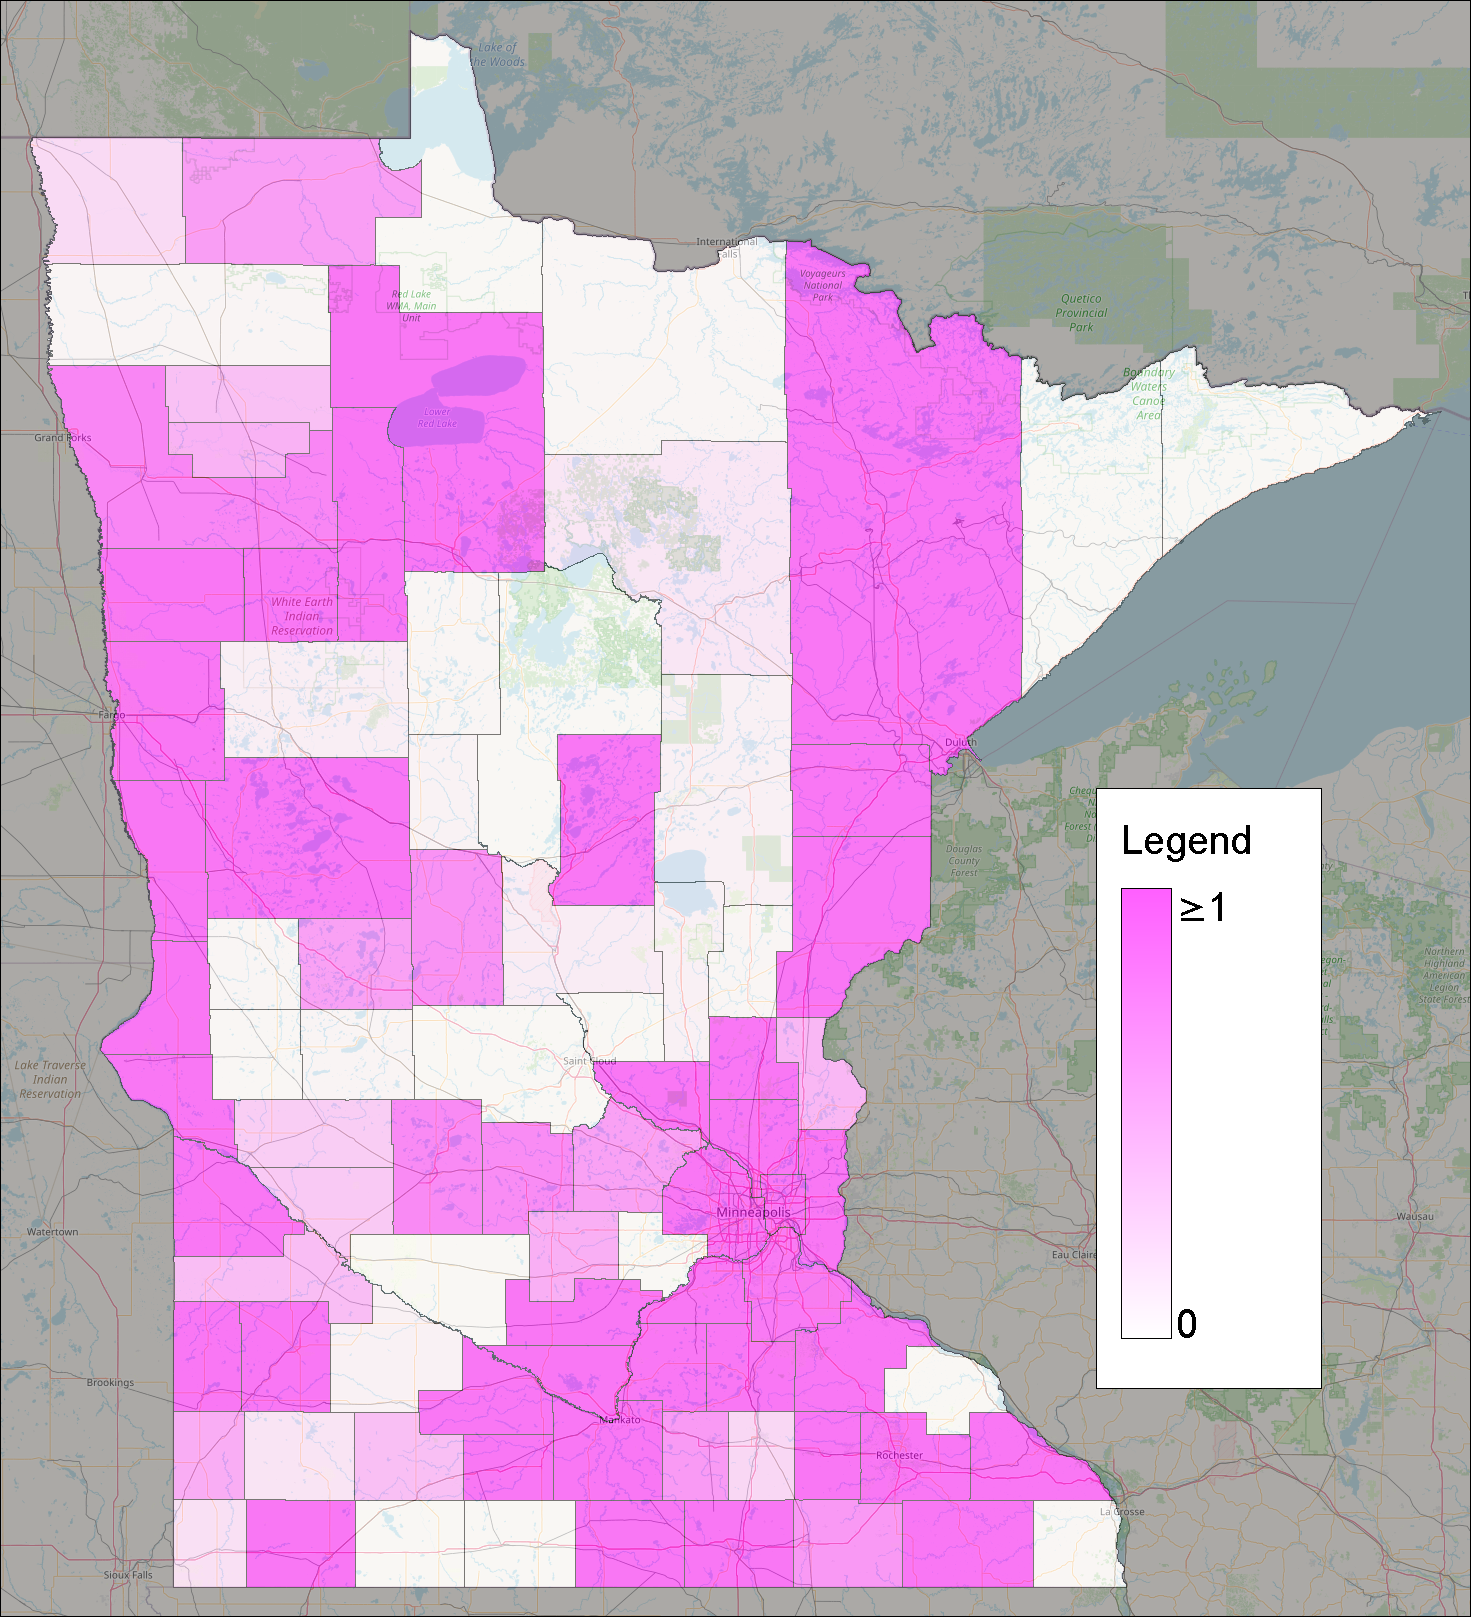 Lake of
the Woods
International
Falls
Voyageurs
National
Park
Quetico
Provincial
Park
Red Lake
WMA, Main
Unit
Boundary
Waters
Canoe
Area
Lower
Red Lake
Grand Forks
White Earth
Indian
Reservation
Fargo
Duluth
Douglas
County
Forest
Legend
≥1
0
Northern
Highland
American
Legion
State Forest
Lake Traverse
Indian
Reservation
Saint Cloud
Minneapolis
Watertown
Wausau
Eau Claire
Brookings
Mankato
Rochester
La Crosse
Sioux Falls